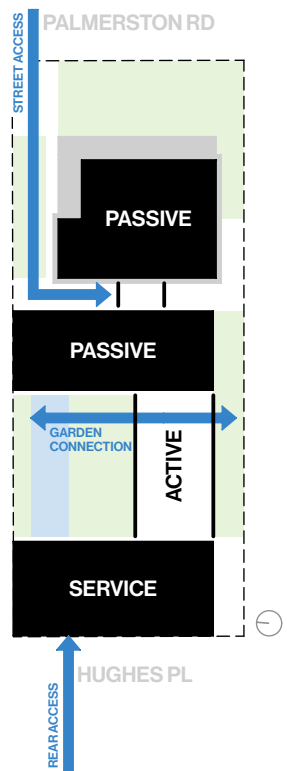 PALMERSTON RD
STREET ACCESS
PASSIVE
PASSIVE
GARDEN
CONNECTION
ACTIVE
SERVICE
HUGHES PL
REAR ACCESS